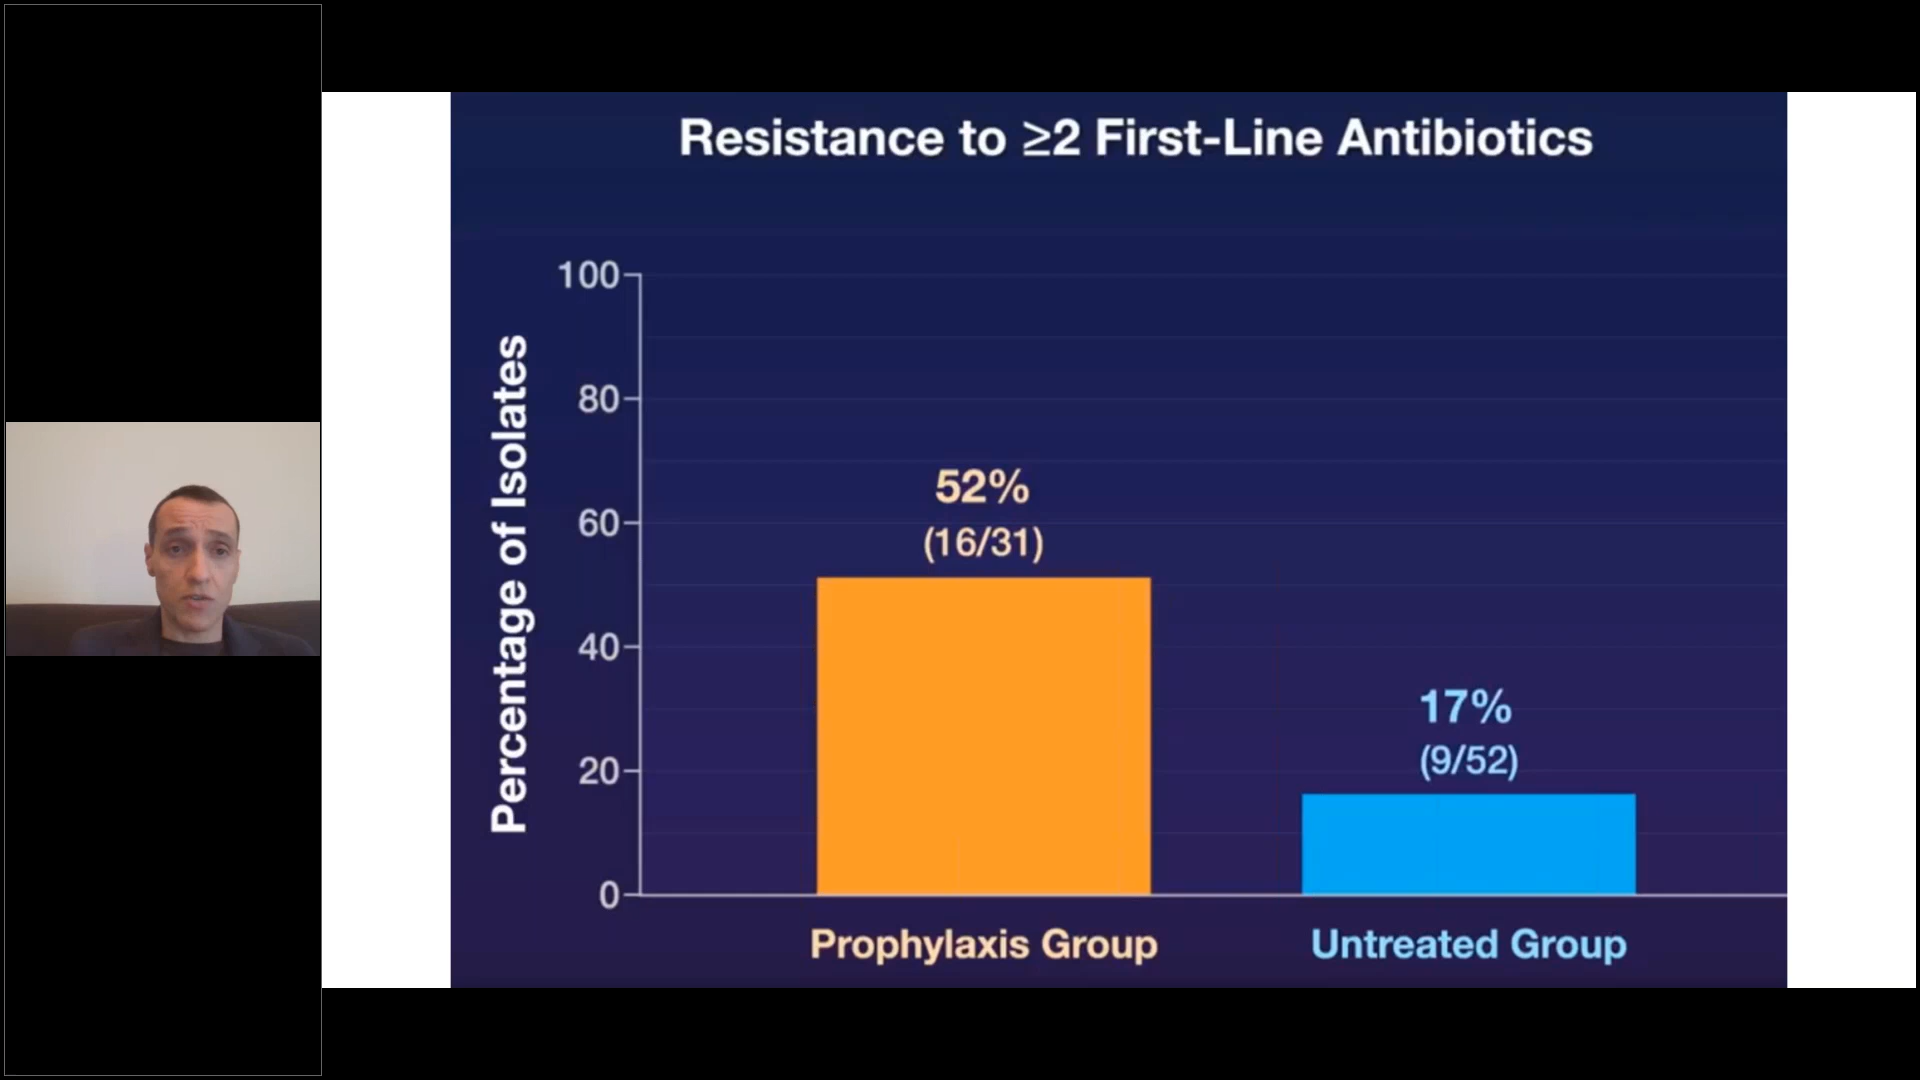 Resistance to ≥2 First-Line Antibiotics
Percentage of Isolates
100
80
60
40
20
0
52%
(16/31)
17%
(9/52)
Prophylaxis Group
Untreated Group